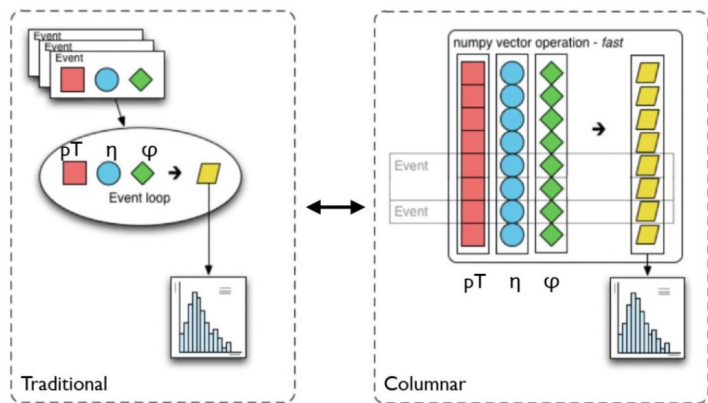 Event
Event
Event
pT η φ
Event loop
Traditional
numpy vector operation - fast
Event
Event
pT η φ
Columnar